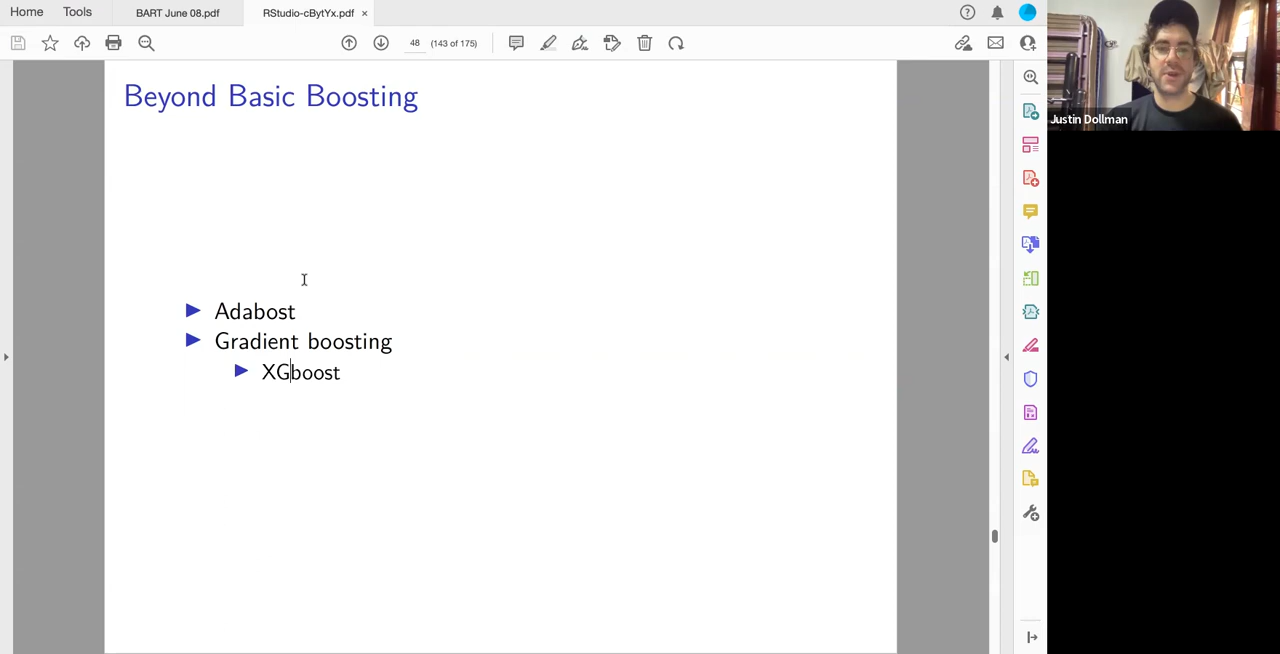 Home Tools BART June 08.pdf RStudio-cBytYx.pdf ×
48 (143 of 175)
Beyond Basic Boosting
Adabost
Gradient boosting
XGboost
Justin Dollman